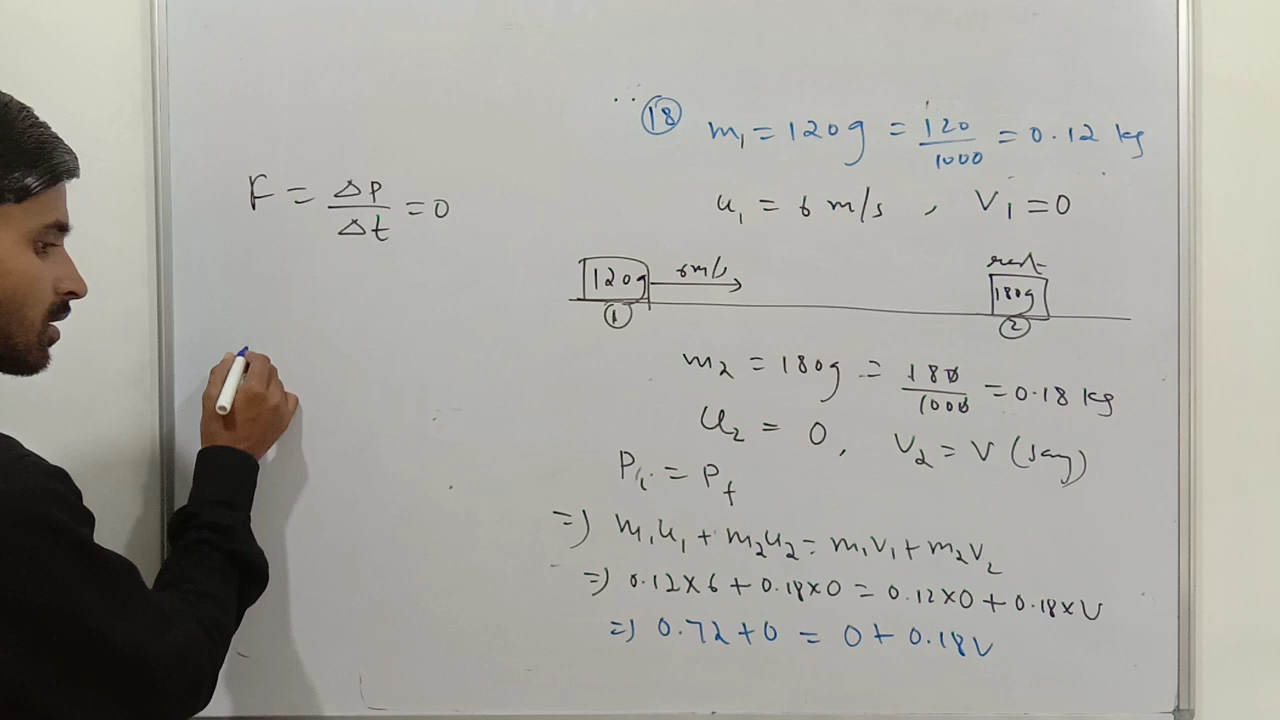 F = ΔP/Δt = 0
18 m₁ = 120g = 120/1000 = 0.12 kg
u₁ = 6 m/s , V₁ = 0
120g 6m/s rest 180g
1 2
m₂ = 180g = 180/1000 = 0.18 kg
u₂ = 0 , V₂ = V (say)
Pᵢ = P_f
=) m₁u₁ + m₂u₂ = m₁v₁ + m₂v₂
=) 0.12×6 + 0.18×0 = 0.12×0 + 0.18×V
=) 0.72+0 = 0 + 0.18V